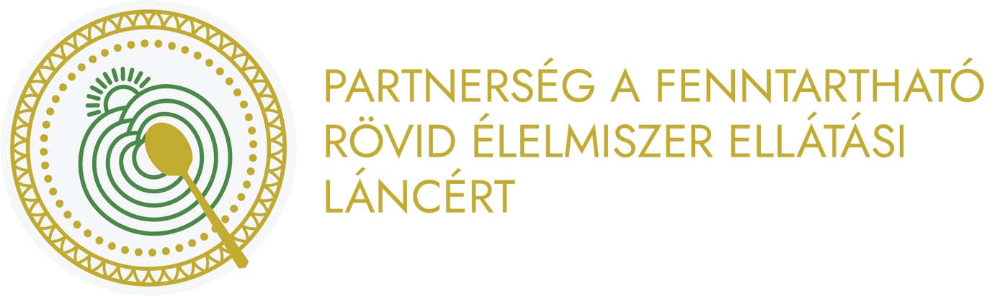 PARTNERSÉG A FENNTARTHATÓ
RÖVID ÉLELMISZER ELLÁTÁSI
LÁNCÉRT